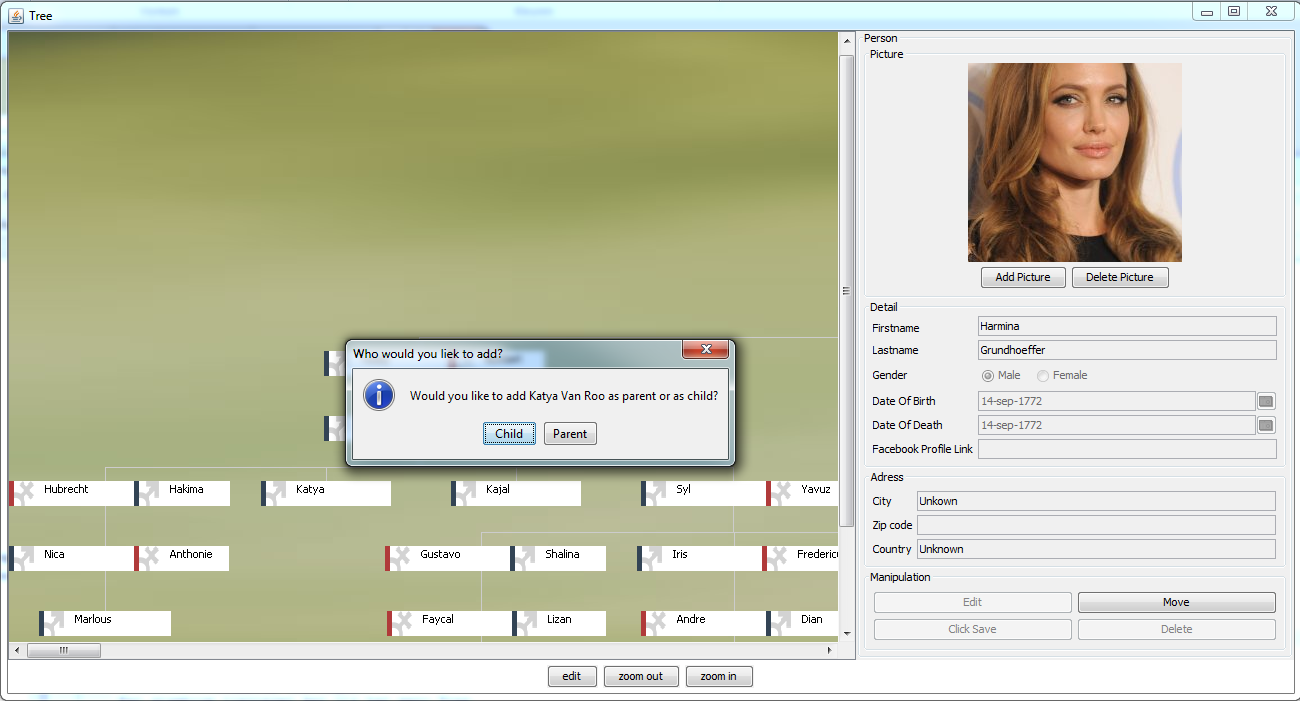 Tree
Person
Picture
Add Picture
Delete Picture
Detail
Firstname
Harmina
Lastname
Grundhoeffer
Gender
Male
Female
Date Of Birth
14-sep-1772
Date Of Death
14-sep-1772
Facebook Profile Link
Adress
City
Unkown
Zip code
Country
Unknown
Manipulation
Edit
Move
Click Save
Delete
Who would you liek to add?
Would you like to add Katya Van Roo as parent or as child?
Child
Parent
Hubrecht
Hakima
Katya
Kajal
Syl
Yavuz
Nica
Anthonie
Gustavo
Shalina
Iris
Marlous
Faycal
Lizan
Andre
Dian
edit
zoom out
zoom in